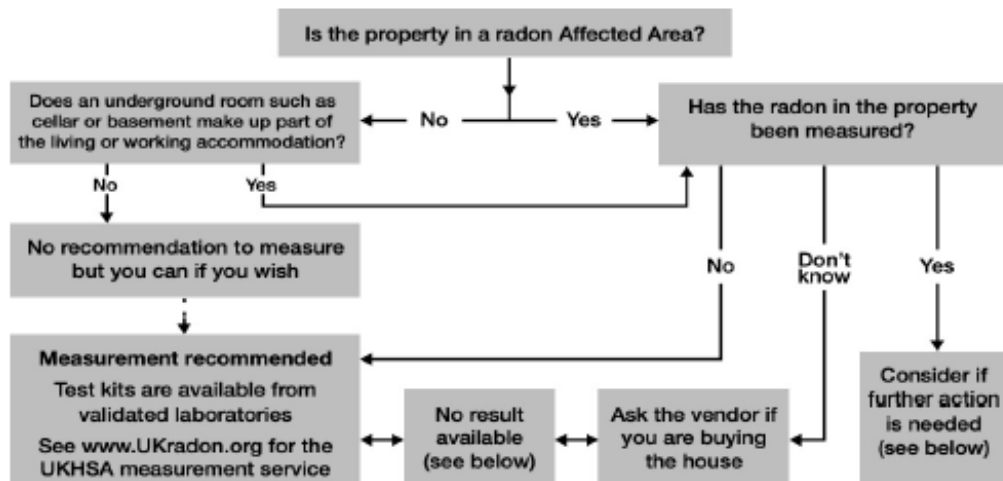 Is the property in a radon Affected Area?
Does an underground room such as
cellar or basement make up part of
the living or working accommodation?
No
Yes
Has the radon in the property
been measured?
No
Yes
No recommendation to measure
but you can if you wish
No
Don't
know
Yes
Measurement recommended
Test kits are available from
validated laboratories
See www.UKradon.org for the
UKHSA measurement service
No result
available
(see below)
Ask the vendor if
you are buying
the house
Consider if
further action
is needed
(see below)